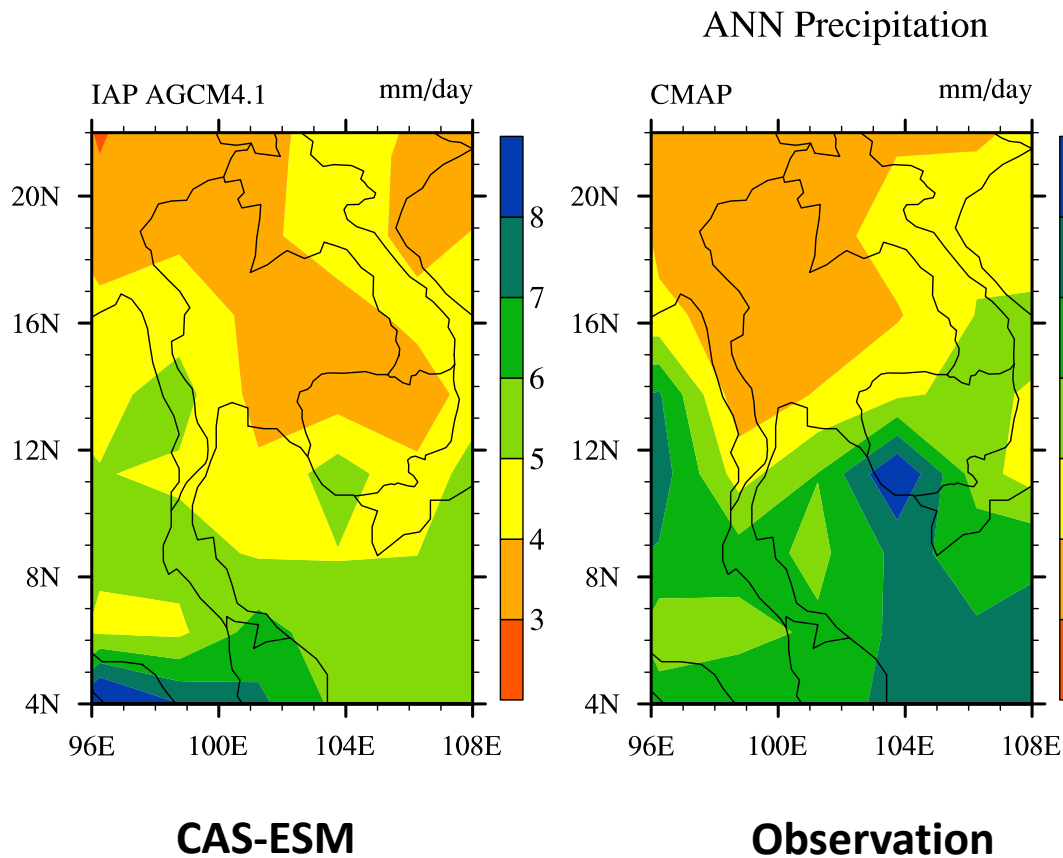 ANN Precipitation
IAP AGCM4.1 mm/day
CMAP mm/day
20N
16N
12N
8N
4N
96E 100E 104E 108E
8
7
6
5
4
3
20N
16N
12N
8N
4N
96E 100E 104E 108E
CAS-ESM
Observation